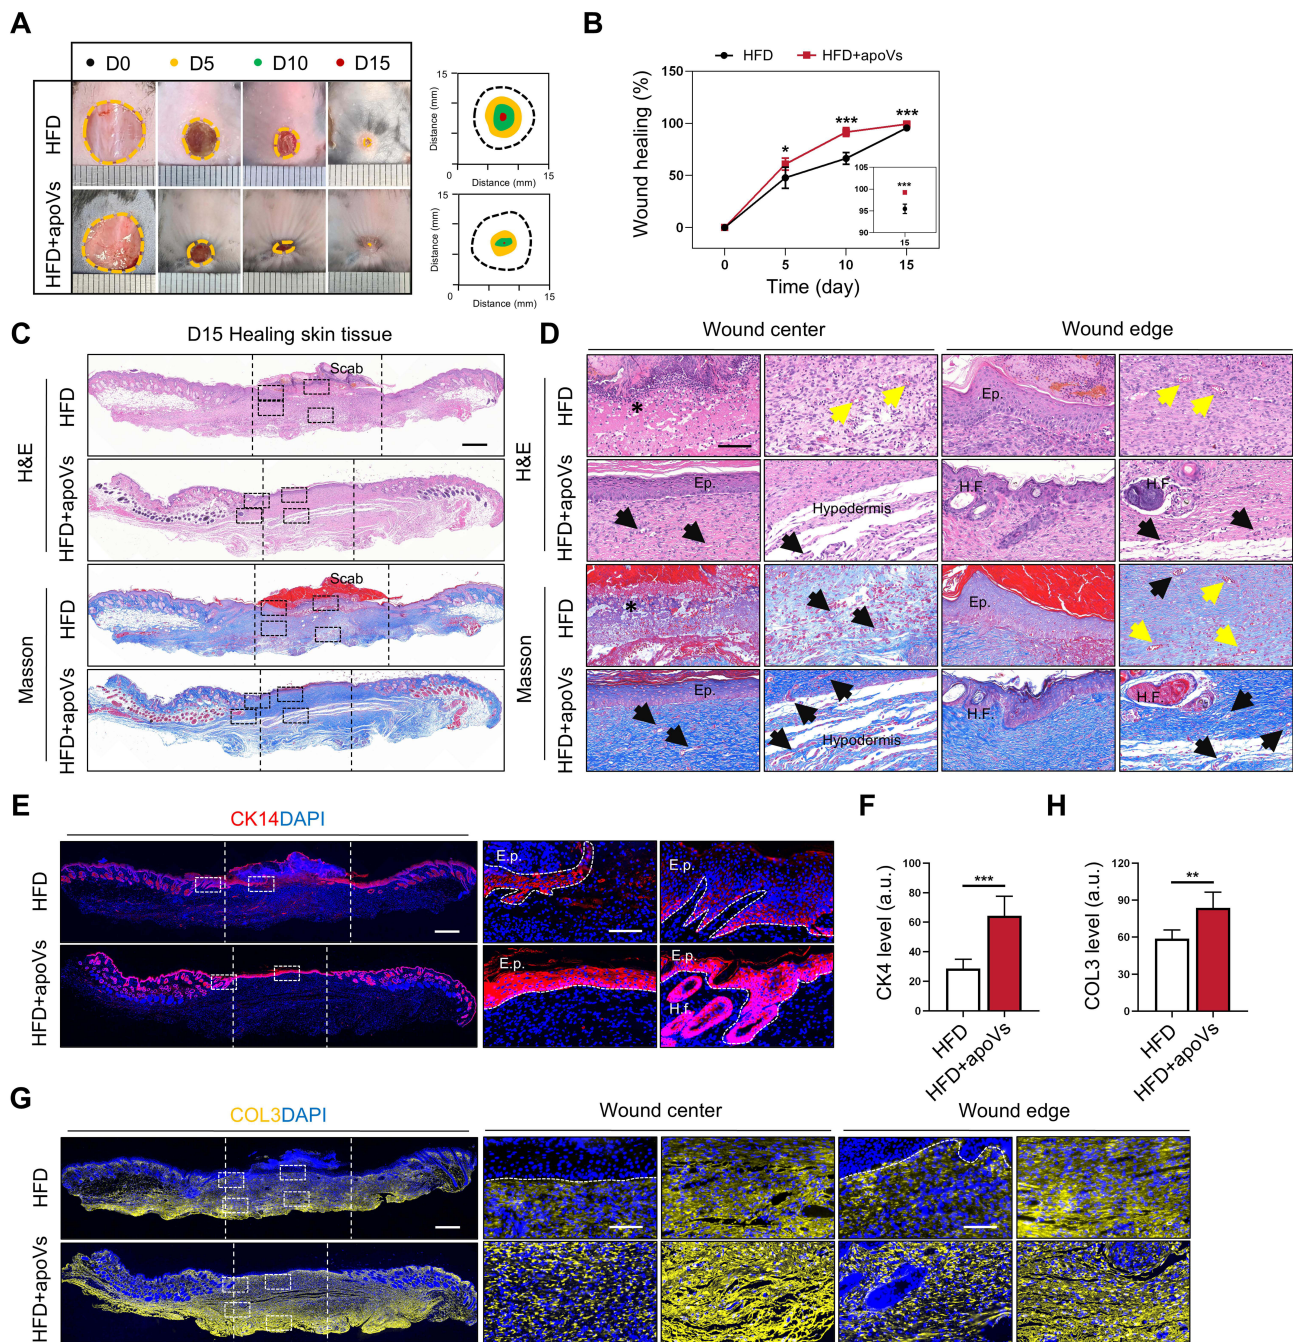 A
D0 D5 D10 D15
HFD
HFD+apoVs
15
Distance (mm)
0
15
Distance (mm)
15
Distance (mm)
0
15
Distance (mm)
B
HFD HFD+apoVs
Wound healing (%)
150
100
50
0
* *** ***
105
100
95
90
***
15
0 5 10 15
Time (day)
C
D15 Healing skin tissue
H&E
HFD
Scab
HFD+apoVs
Masson
HFD
Scab
HFD+apoVs
D
Wound center Wound edge
H&E
HFD
*
Ep.
HFD+apoVs
Ep.
Hypodermis
H.F.
H.F.
Masson
HFD
*
Ep.
HFD+apoVs
Ep.
Hypodermis
H.F.
H.F.
E
CK14DAPI
HFD
E.p.
E.p.
HFD+apoVs
E.p.
E.p.
H.f.
F
CK4 level (a.u.)
100
80
60
40
20
0
***
HFD
HFD+apoVs
H
COL3 level (a.u.)
120
90
60
30
0
**
HFD
HFD+apoVs
G
COL3DAPI
Wound center Wound edge
HFD
HFD+apoVs